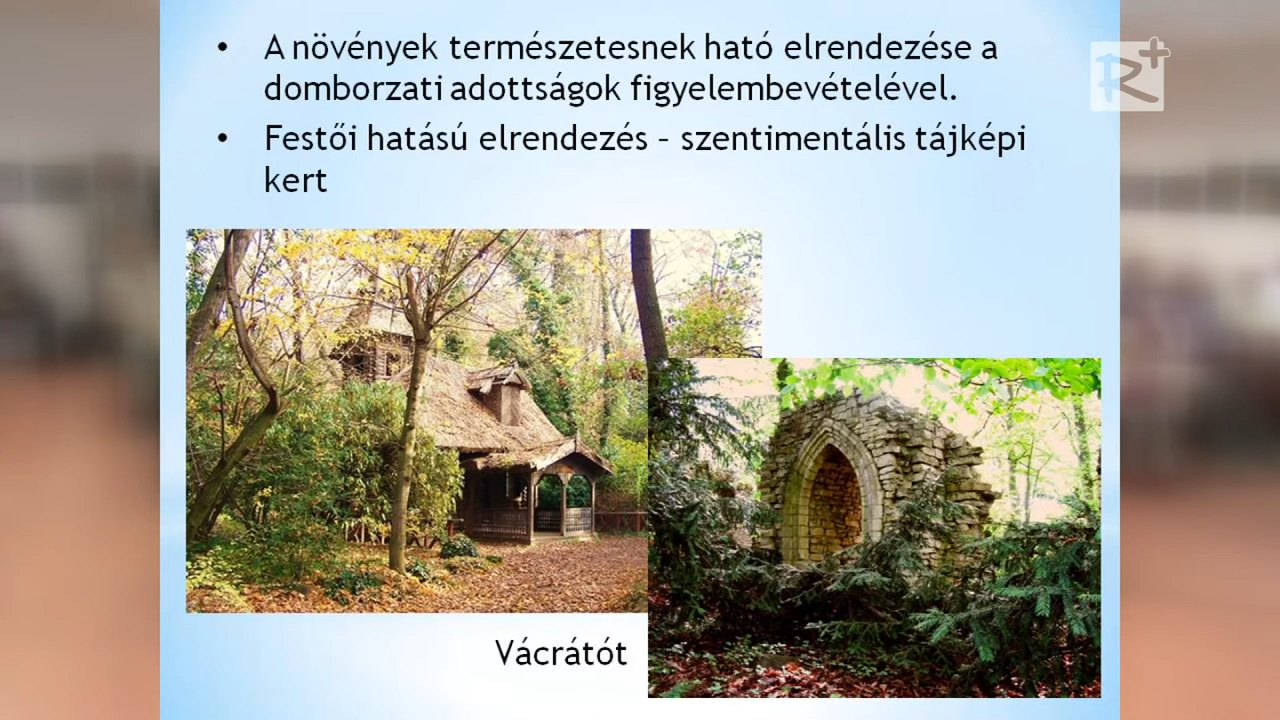 • A növények természetesnek ható elrendezése a
domborzati adottságok figyelembevételével.
• Festői hatású elrendezés – szentimentális tájképi
kert
Vácrátót
R+